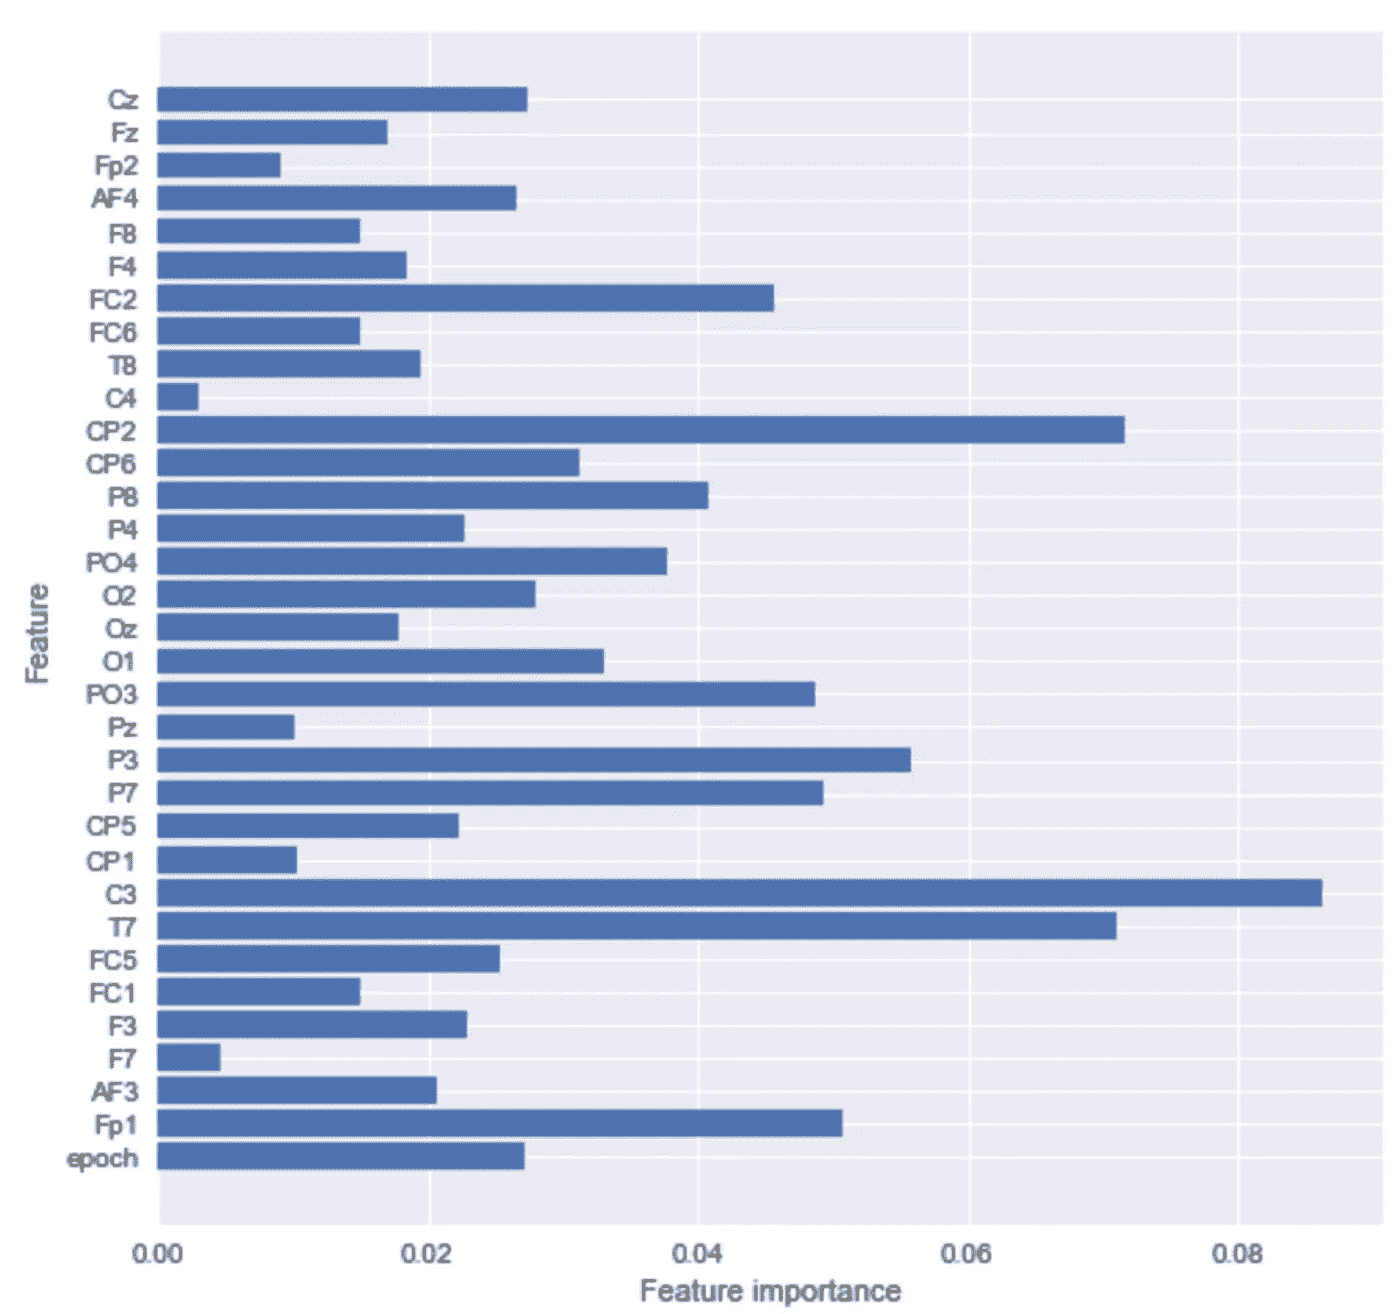 Cz
Fz
Fp2
AF4
F8
F4
FC2
FC6
T8
C4
CP2
CP6
P8
P4
PO4
O2
Oz
O1
PO3
Pz
P3
P7
CP5
CP1
C3
T7
FC5
FC1
F3
F7
AF3
Fp1
epoch
Feature
0.00 0.02 0.04 0.06 0.08
Feature importance